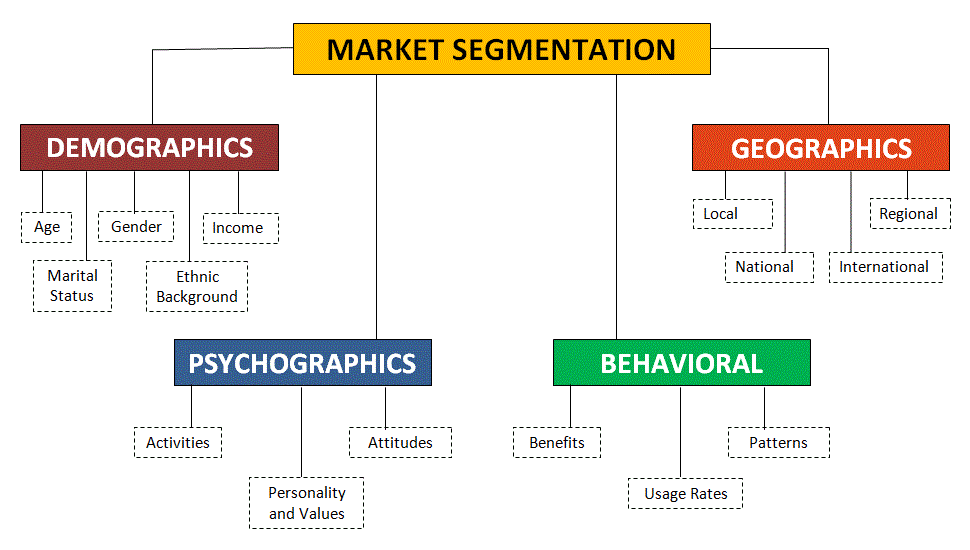 MARKET SEGMENTATION
DEMOGRAPHICS
GEOGRAPHICS
Age
Gender
Income
Local
Regional
Marital
Status
Ethnic
Background
National
International
PSYCHOGRAPHICS
BEHAVIORAL
Activities
Attitudes
Benefits
Patterns
Personality
and Values
Usage Rates